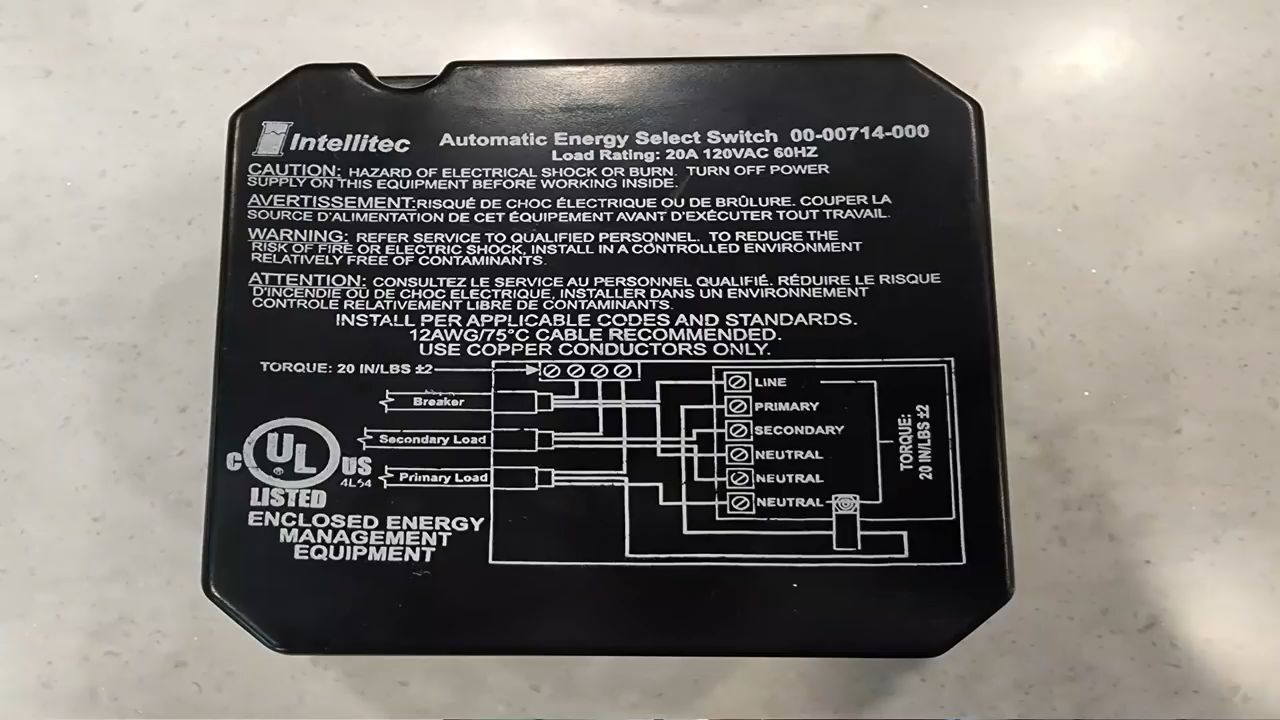 Intellitec
Automatic Energy Select Switch 00-00714-000
Load Rating: 20A 120VAC 60HZ
CAUTION: HAZARD OF ELECTRICAL SHOCK OR BURN. TURN OFF POWER
SUPPLY ON THIS EQUIPMENT BEFORE WORKING INSIDE.
AVERTISSEMENT:RISQUÉ DE CHOC ÉLECTRIQUE OU DE BRÛLURE. COUPER LA
SOURCE D'ALIMENTATION DE CET ÉQUIPEMENT AVANT D'EXÉCUTER TOUT TRAVAIL.
WARNING: REFER SERVICE TO QUALIFIED PERSONNEL. TO REDUCE THE
RISK OF FIRE OR ELECTRIC SHOCK, INSTALL IN A CONTROLLED ENVIRONMENT
RELATIVELY FREE OF CONTAMINANTS.
ATTENTION: CONSULTEZ LE SERVICE AU PERSONNEL QUALIFIÉ. RÉDUIRE LE RISQUE
D'INCENDIE OU DE CHOC ELECTRIQUE, INSTALLER DANS UN ENVIRONNEMENT
CONTROLE RELATIVEMENT LIBRE DE CONTAMINANTS
INSTALL PER APPLICABLE CODES AND STANDARDS.
12AWG/75°C CABLE RECOMMENDED.
USE COPPER CONDUCTORS ONLY.
TORQUE: 20 IN/LBS ±2
Breaker
Secondary Load
Primary Load
LINE
PRIMARY
SECONDARY
NEUTRAL
NEUTRAL
NEUTRAL
TORQUE:
20 IN/LBS ±2
C UL US
LISTED
ENCLOSED ENERGY
MANAGEMENT
EQUIPMENT